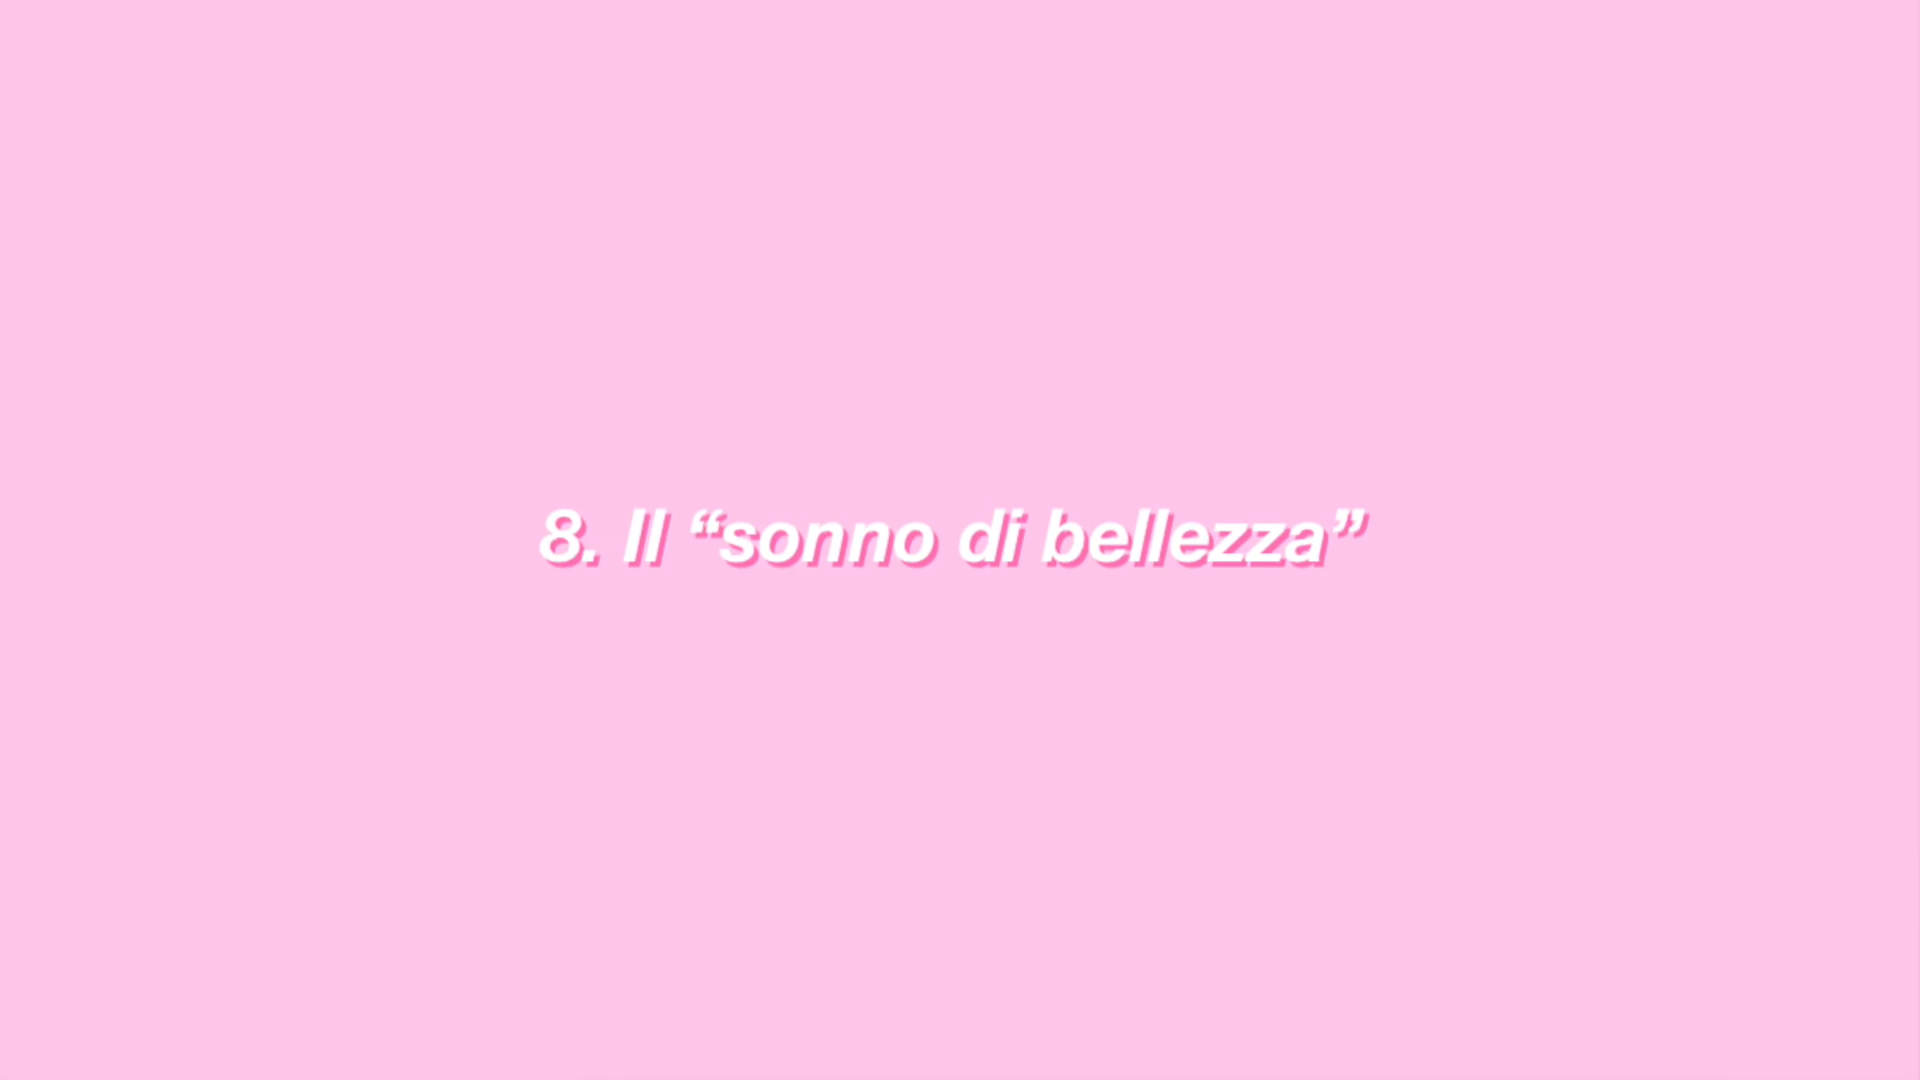 8. Il “sonno di bellezza”